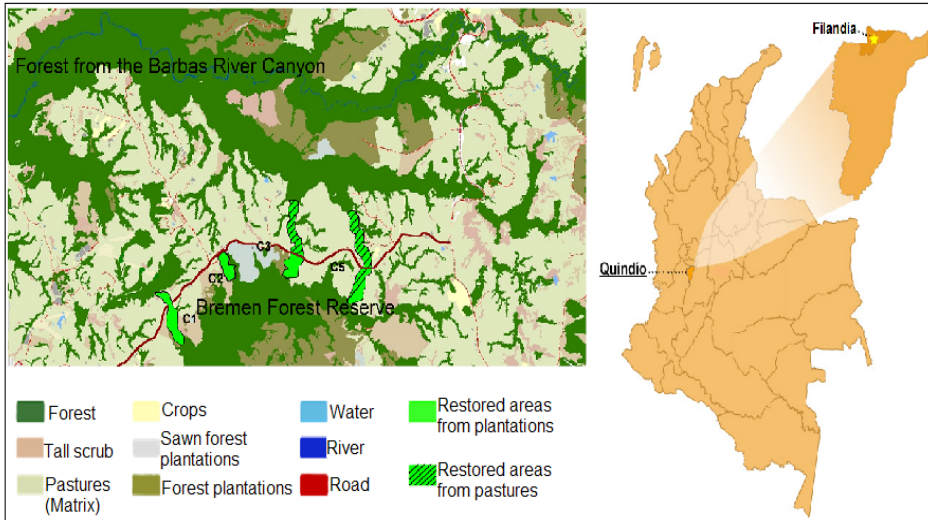 Forest from the Barbas River Canyon
C3
C5
C2
C1
Bremen Forest Reserve
Filandia
Quindio
Forest
Tall scrub
Pastures
(Matrix)
Crops
Sawn forest
plantations
Forest plantations
Water
River
Road
Restored areas
from plantations
Restored areas
from pastures